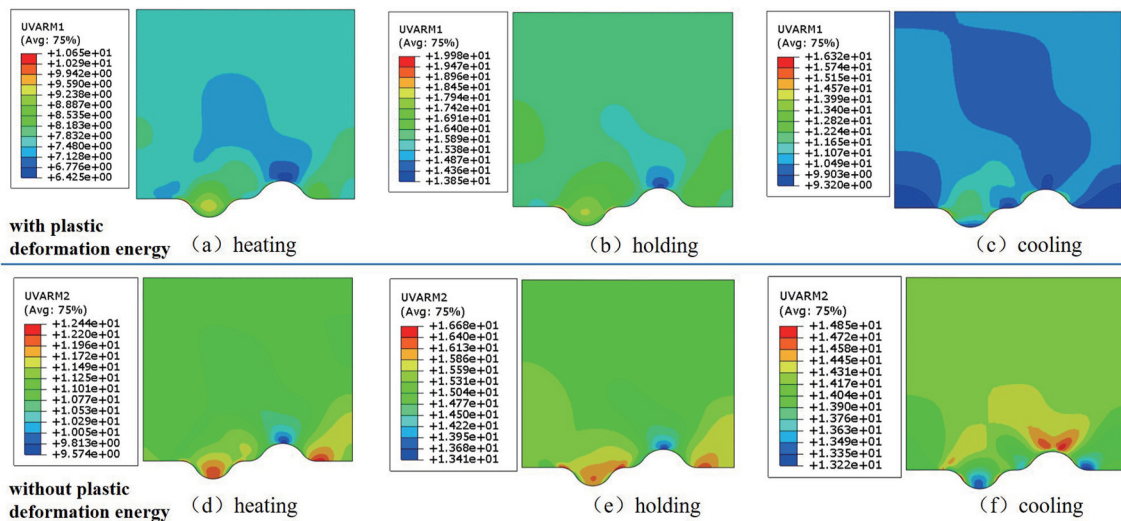 UVARM1
(Avg: 75%)
+1.065e+01
+1.029e+01
+9.942e+00
+9.590e+00
+9.238e+00
+8.887e+00
+8.535e+00
+8.183e+00
+7.832e+00
+7.480e+00
+7.128e+00
+6.776e+00
+6.425e+00
UVARM1
(Avg: 75%)
+1.998e+01
+1.947e+01
+1.896e+01
+1.845e+01
+1.794e+01
+1.742e+01
+1.691e+01
+1.640e+01
+1.589e+01
+1.538e+01
+1.487e+01
+1.436e+01
+1.385e+01
UVARM1
(Avg: 75%)
+1.632e+01
+1.574e+01
+1.515e+01
+1.457e+01
+1.399e+01
+1.340e+01
+1.282e+01
+1.224e+01
+1.165e+01
+1.107e+01
+1.049e+01
+9.903e+00
+9.320e+00
with plastic
deformation energy
（a）heating
（b）holding
（c）cooling
UVARM2
(Avg: 75%)
+1.244e+01
+1.220e+01
+1.196e+01
+1.172e+01
+1.149e+01
+1.125e+01
+1.101e+01
+1.077e+01
+1.053e+01
+1.029e+01
+1.005e+01
+9.813e+00
+9.574e+00
UVARM2
(Avg: 75%)
+1.668e+01
+1.640e+01
+1.613e+01
+1.586e+01
+1.559e+01
+1.531e+01
+1.504e+01
+1.477e+01
+1.450e+01
+1.422e+01
+1.395e+01
+1.368e+01
+1.341e+01
UVARM2
(Avg: 75%)
+1.485e+01
+1.472e+01
+1.458e+01
+1.445e+01
+1.431e+01
+1.417e+01
+1.404e+01
+1.390e+01
+1.376e+01
+1.363e+01
+1.349e+01
+1.335e+01
+1.322e+01
without plastic
deformation energy
（d）heating
（e）holding
（f）cooling